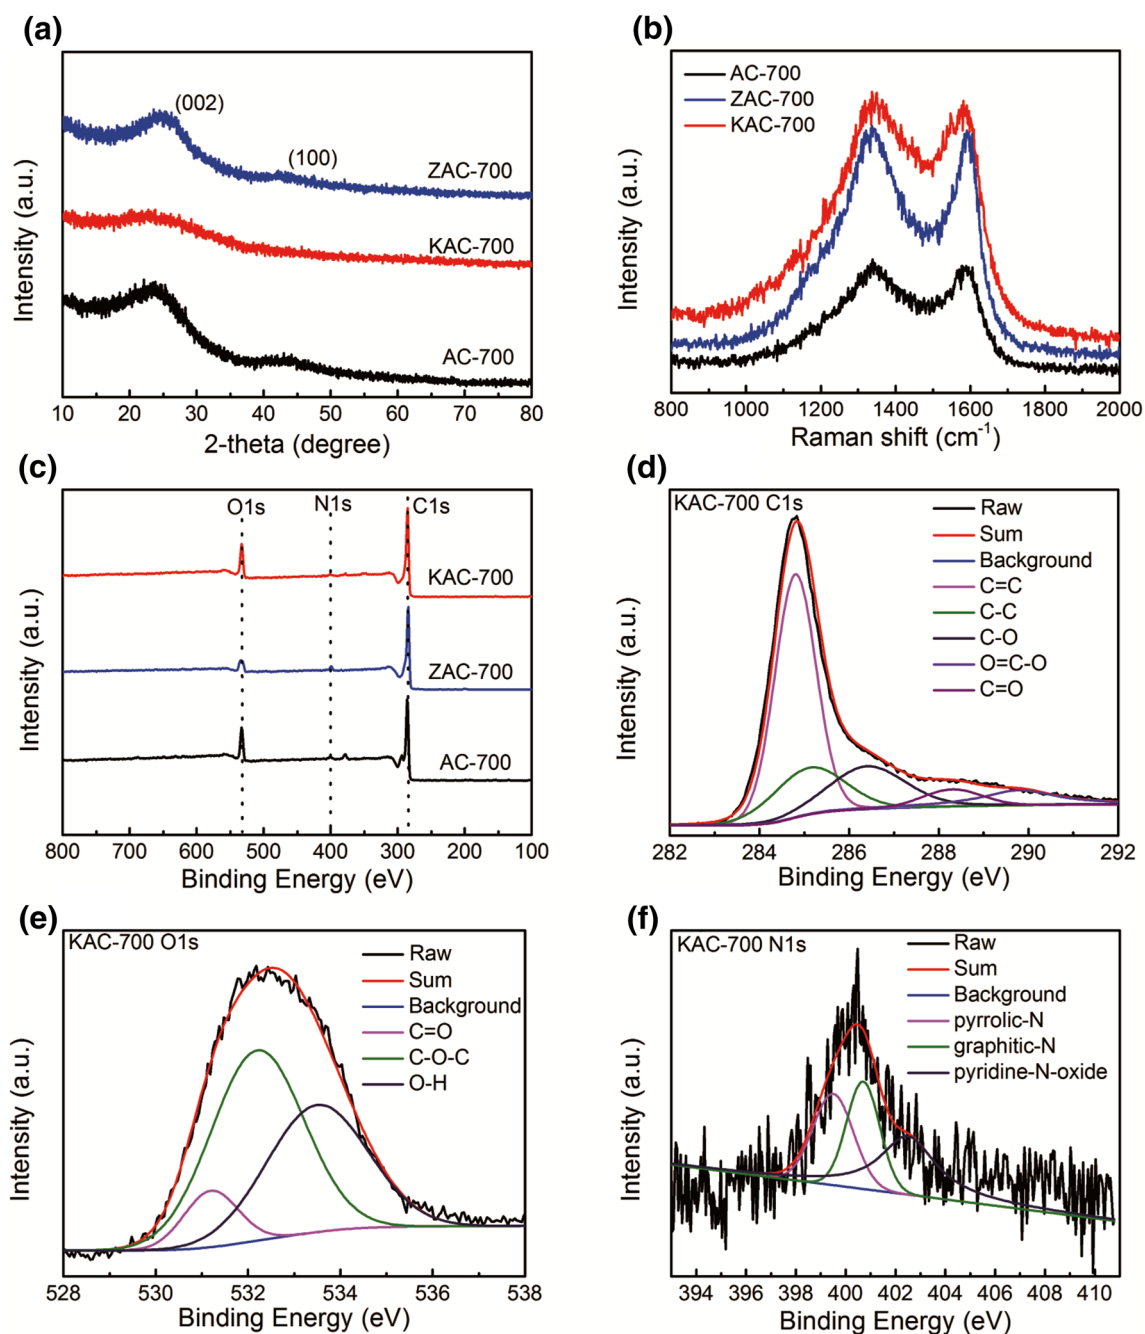 (a)
(002)
(100)
ZAC-700
KAC-700
AC-700
Intensity (a.u.)
10 20 30 40 50 60 70 80
2-theta (degree)
(b)
AC-700
ZAC-700
KAC-700
Intensity (a.u.)
800 1000 1200 1400 1600 1800 2000
Raman shift (cm-1)
(c)
O1s N1s C1s
KAC-700
ZAC-700
AC-700
Intensity (a.u.)
800 700 600 500 400 300 200 100
Binding Energy (eV)
(d)
KAC-700 C1s
Raw
Sum
Background
C=C
C-C
C-O
O=C-O
C=O
Intensity (a.u.)
282 284 286 288 290 292
Binding Energy (eV)
(e)
KAC-700 O1s
Raw
Sum
Background
C=O
C-O-C
O-H
Intensity (a.u.)
528 530 532 534 536 538
Binding Energy (eV)
(f)
KAC-700 N1s
Raw
Sum
Background
pyrrolic-N
graphitic-N
pyridine-N-oxide
Intensity (a.u.)
394 396 398 400 402 404 406 408 410
Binding Energy (eV)